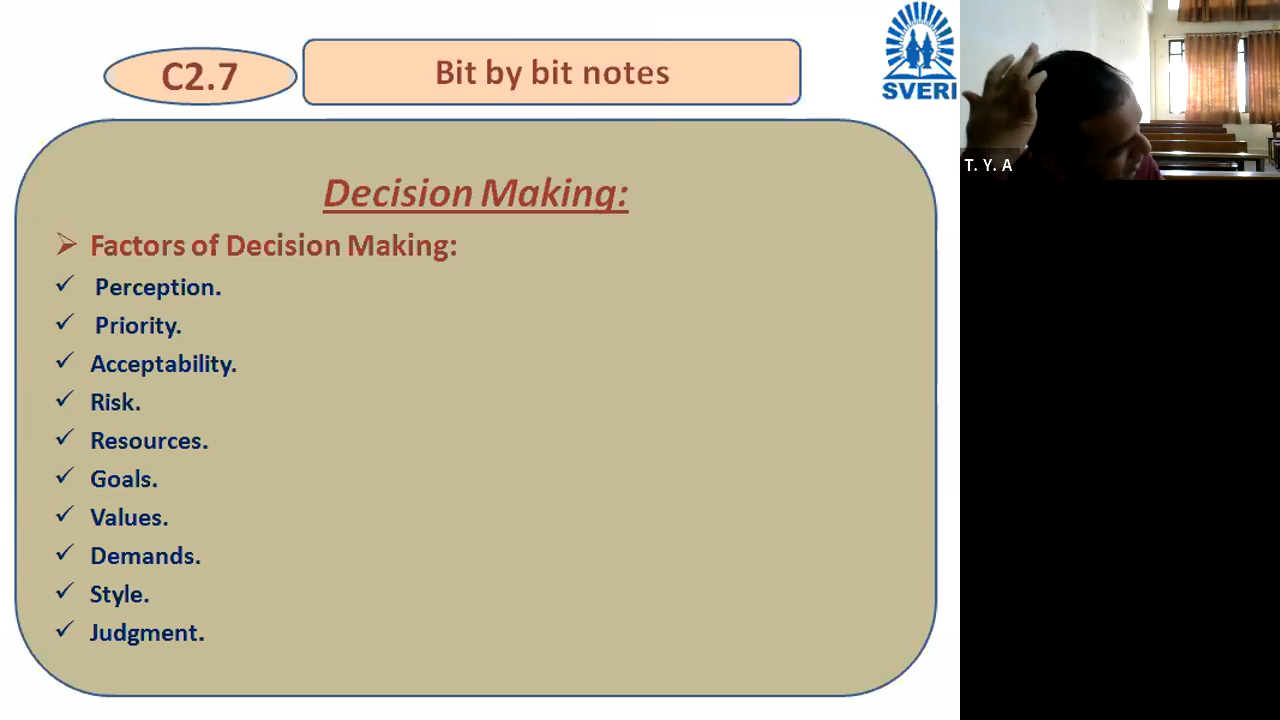 C2.7
Bit by bit notes
SVERI
T. Y. A
Decision Making:
Factors of Decision Making:
Perception.
Priority.
Acceptability.
Risk.
Resources.
Goals.
Values.
Demands.
Style.
Judgment.